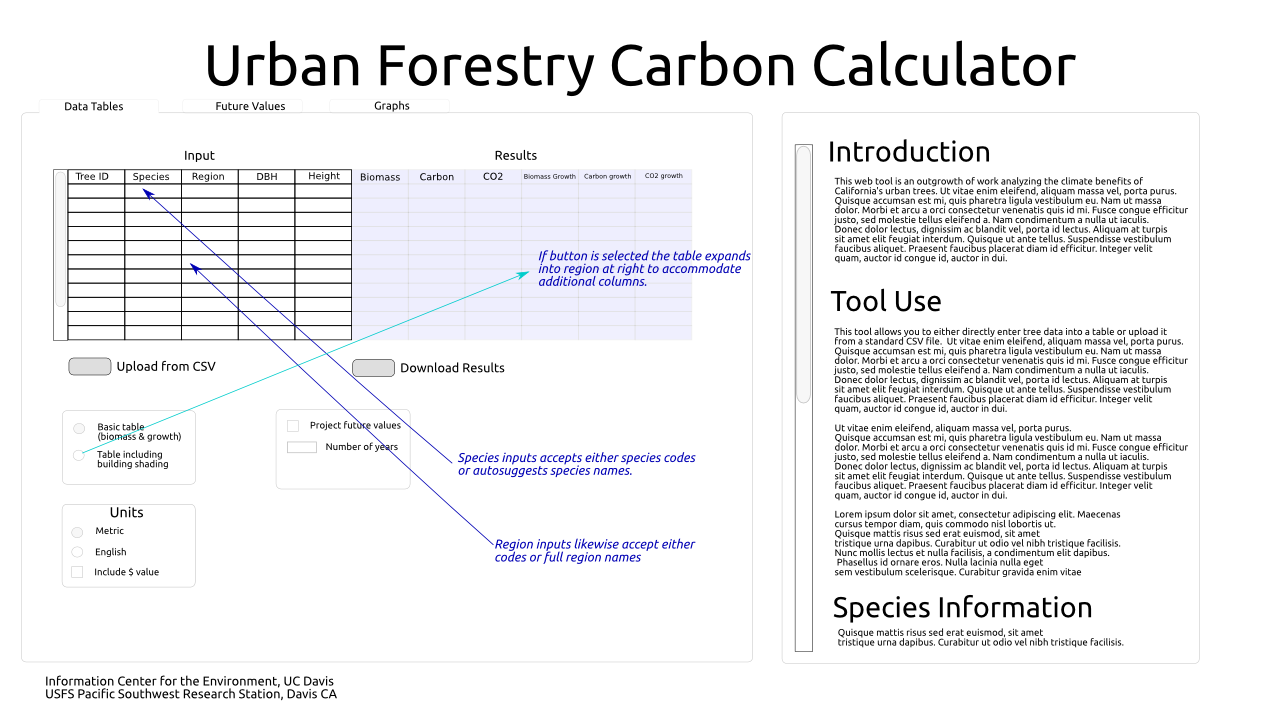 Urban Forestry Carbon Calculator
Data Tables
Future Values
Graphs
Input
Results
Tree ID
Species
Region
DBH
Height
Biomass
Carbon
CO2
Biomass Growth
Carbon growth
CO2 growth
If button is selected the table expands
into region at right to accommodate
additional columns.
Upload from CSV
Download Results
Basic table
(biomass & growth)
Table including
building shading
Project future values
Number of years
Species inputs accepts either species codes
or autosuggests species names.
Units
Metric
English
Include $ value
Region inputs likewise accept either
codes or full region names
Information Center for the Environment, UC Davis
USFS Pacific Southwest Research Station, Davis CA
Introduction
This web tool is an outgrowth of work analyzing the climate benefits of
California's urban trees. Ut vitae enim eleifend, aliquam massa vel, porta purus.
Quisque accumsan est mi, quis pharetra ligula vestibulum eu. Nam ut massa
dolor. Morbi et arcu a orci consectetur venenatis quis id mi. Fusce congue efficitur
justo, sed molestie tellus eleifend a. Nam condimentum a nulla ut iaculis.
Donec dolor lectus, dignissim ac blandit vel, porta id lectus. Aliquam at turpis
sit amet elit feugiat interdum. Quisque ut ante tellus. Suspendisse vestibulum
faucibus aliquet. Praesent faucibus placerat diam id efficitur. Integer velit
quam, auctor id congue id, auctor in dui.
Tool Use
This tool allows you to either directly enter tree data into a table or upload it
from a standard CSV file.  Ut vitae enim eleifend, aliquam massa vel, porta purus.
Quisque accumsan est mi, quis pharetra ligula vestibulum eu. Nam ut massa
dolor. Morbi et arcu a orci consectetur venenatis quis id mi. Fusce congue efficitur
justo, sed molestie tellus eleifend a. Nam condimentum a nulla ut iaculis.
Donec dolor lectus, dignissim ac blandit vel, porta id lectus. Aliquam at turpis
sit amet elit feugiat interdum. Quisque ut ante tellus. Suspendisse vestibulum
faucibus aliquet. Praesent faucibus placerat diam id efficitur. Integer velit
quam, auctor id congue id, auctor in dui.
Ut vitae enim eleifend, aliquam massa vel, porta purus.
Quisque accumsan est mi, quis pharetra ligula vestibulum eu. Nam ut massa
dolor. Morbi et arcu a orci consectetur venenatis quis id mi. Fusce congue efficitur
justo, sed molestie tellus eleifend a. Nam condimentum a nulla ut iaculis.
Donec dolor lectus, dignissim ac blandit vel, porta id lectus. Aliquam at turpis
sit amet elit feugiat interdum. Quisque ut ante tellus. Suspendisse vestibulum
faucibus aliquet. Praesent faucibus placerat diam id efficitur. Integer velit
quam, auctor id congue id, auctor in dui.
Lorem ipsum dolor sit amet, consectetur adipiscing elit. Maecenas
cursus tempor diam, quis commodo nisl lobortis ut.
Quisque mattis risus sed erat euismod, sit amet
tristique urna dapibus. Curabitur ut odio vel nibh tristique facilisis.
Nunc mollis lectus et nulla facilisis, a condimentum elit dapibus.
Phasellus id ornare eros. Nulla lacinia nulla eget
sem vestibulum scelerisque. Curabitur gravida enim vitae
Species Information
Quisque mattis risus sed erat euismod, sit amet
tristique urna dapibus. Curabitur ut odio vel nibh tristique facilisis.